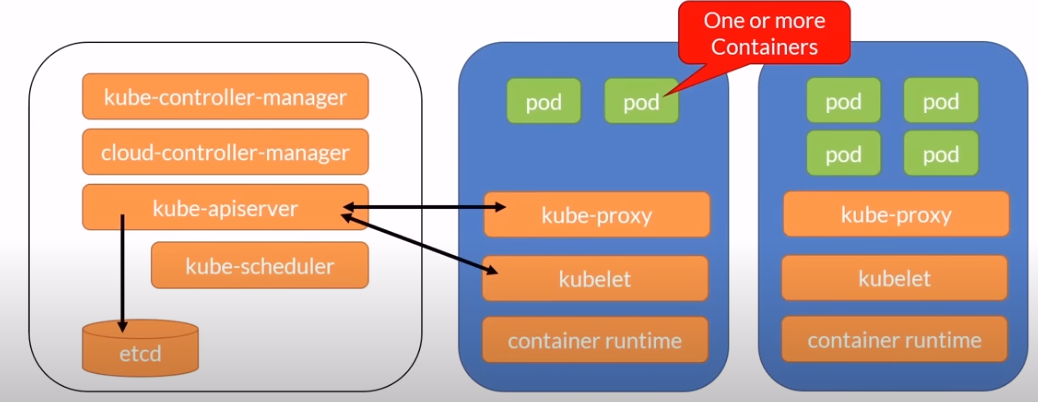 One or more
Containers
kube-controller-manager
cloud-controller-manager
kube-apiserver
kube-scheduler
etcd
pod
pod
kube-proxy
kubelet
container runtime
pod
pod
pod
pod
kube-proxy
kubelet
container runtime